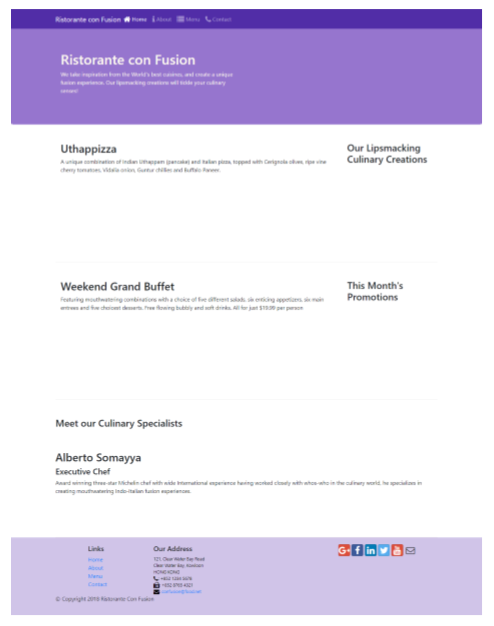 Ristorante con Fusion Home About Menu Contact
Ristorante con Fusion
We take inspiration from the World's best cuisines, and create a unique
fusion experience. Our lipsmacking creations will tickle your culinary
senses!
Uthappizza
A unique combination of Indian Uthappam (pancake) and Italian pizza, topped with Cerignola olives, ripe vine
cherry tomatoes, Vidalia onion, Guntur chillies and Buffalo Paneer.
Our Lipsmacking
Culinary Creations
Weekend Grand Buffet
Featuring mouthwatering combinations with a choice of five different salads, six enticing appetizers, six main
entrees and five choicest desserts. Free flowing bubbly and soft drinks. All for just $19.99 per person
This Month's
Promotions
Meet our Culinary Specialists
Alberto Somayya
Executive Chef
Award winning three-star Michelin chef with wide International experience having worked closely with whos-who in the culinary world, he specializes in
creating mouthwatering Indo-Italian fusion experiences.
Links
Home
About
Menu
Contact
Our Address
121, Clear Water Bay Road
Clear Water Bay, Kowloon
HONG KONG
+852 1234 5678
+852 8765 4321
confusion@food.net
G+ f in
You Tube
© Copyright 2018 Ristorante Con Fusion